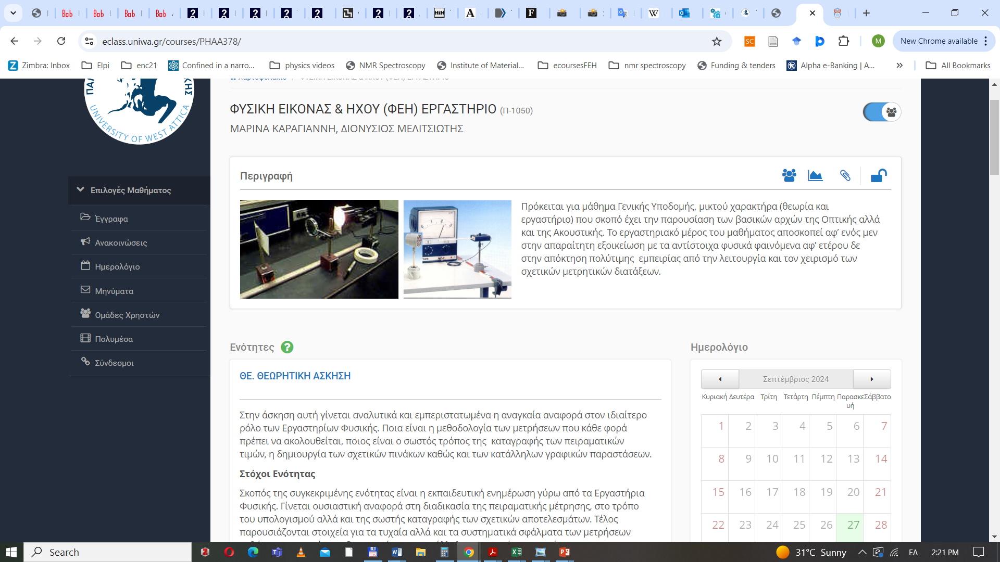 eclass.uniwa.gr/courses/PHAA378/
New Chrome available
Zimbra: Inbox
Elpi
enc21
Confined in a narro...
physics videos
NMR Spectroscopy
Institute of Material...
ecoursesFEH
nmr spectroscopy
Funding & tenders
Alpha e-Banking | A...
All Bookmarks
UNIVERSITY OF WEST ATTICA
ΦΥΣΙΚΗ ΕΙΚΟΝΑΣ & ΗΧΟΥ (ΦΕΗ) ΕΡΓΑΣΤΗΡΙΟ (Π-1050)
ΜΑΡΙΝΑ ΚΑΡΑΓΙΑΝΝΗ, ΔΙΟΝΥΣΙΟΣ ΜΕΛΙΤΣΙΩΤΗΣ
Επιλογές Μαθήματος
Έγγραφα
Ανακοινώσεις
Ημερολόγιο
Μηνύματα
Ομάδες Χρηστών
Πολυμέσα
Σύνδεσμοι
Περιγραφή
Πρόκειται για μάθημα Γενικής Υποδομής, μικτού χαρακτήρα (θεωρία και
εργαστήριο) που σκοπό έχει την παρουσίαση των βασικών αρχών της Οπτικής αλλά
και της Ακουστικής. Το εργαστηριακό μέρος του μαθήματος αποσκοπεί αφ’ ενός μεν
στην απαραίτητη εξοικείωση με τα αντίστοιχα φυσικά φαινόμενα αφ’ ετέρου δε
στην απόκτηση πολύτιμης εμπειρίας από την λειτουργία και τον χειρισμό των
σχετικών μετρητικών διατάξεων.
Ενότητες
ΘΕ. ΘΕΩΡΗΤΙΚΗ ΑΣΚΗΣΗ
Στην άσκηση αυτή γίνεται αναλυτικά και εμπεριστατωμένα η αναγκαία αναφορά στον ιδιαίτερο
ρόλο των Εργαστηρίων Φυσικής. Ποια είναι η μεθοδολογία των μετρήσεων που κάθε φορά
πρέπει να ακολουθείται, ποιος είναι ο σωστός τρόπος της καταγραφής των πειραματικών
τιμών, η δημιουργία των σχετικών πινάκων καθώς και των κατάλληλων γραφικών παραστάσεων.
Στόχοι Ενότητας
Σκοπός της συγκεκριμένης ενότητας είναι η εκπαιδευτική ενημέρωση γύρω από τα Εργαστήρια
Φυσικής. Γίνεται ουσιαστική αναφορά στη διαδικασία της πειραματικής μέτρησης, στο τρόπο
του υπολογισμού αλλά και της σωστής καταγραφής των σχετικών αποτελεσμάτων. Τέλος
παρουσιάζονται στοιχεία για τα τυχαία αλλά και τα συστηματικά σφάλματα των μετρήσεων
Ημερολόγιο
Σεπτέμβριος 2024
Κυριακή Δευτέρα Τρίτη Τετάρτη Πέμπτη Παρασκευή Σάββατο
1 2 3 4 5 6 7
8 9 10 11 12 13 14
15 16 17 18 19 20 21
22 23 24 25 26 27 28
Search
31°C Sunny
ΕΛ
2:21 PM